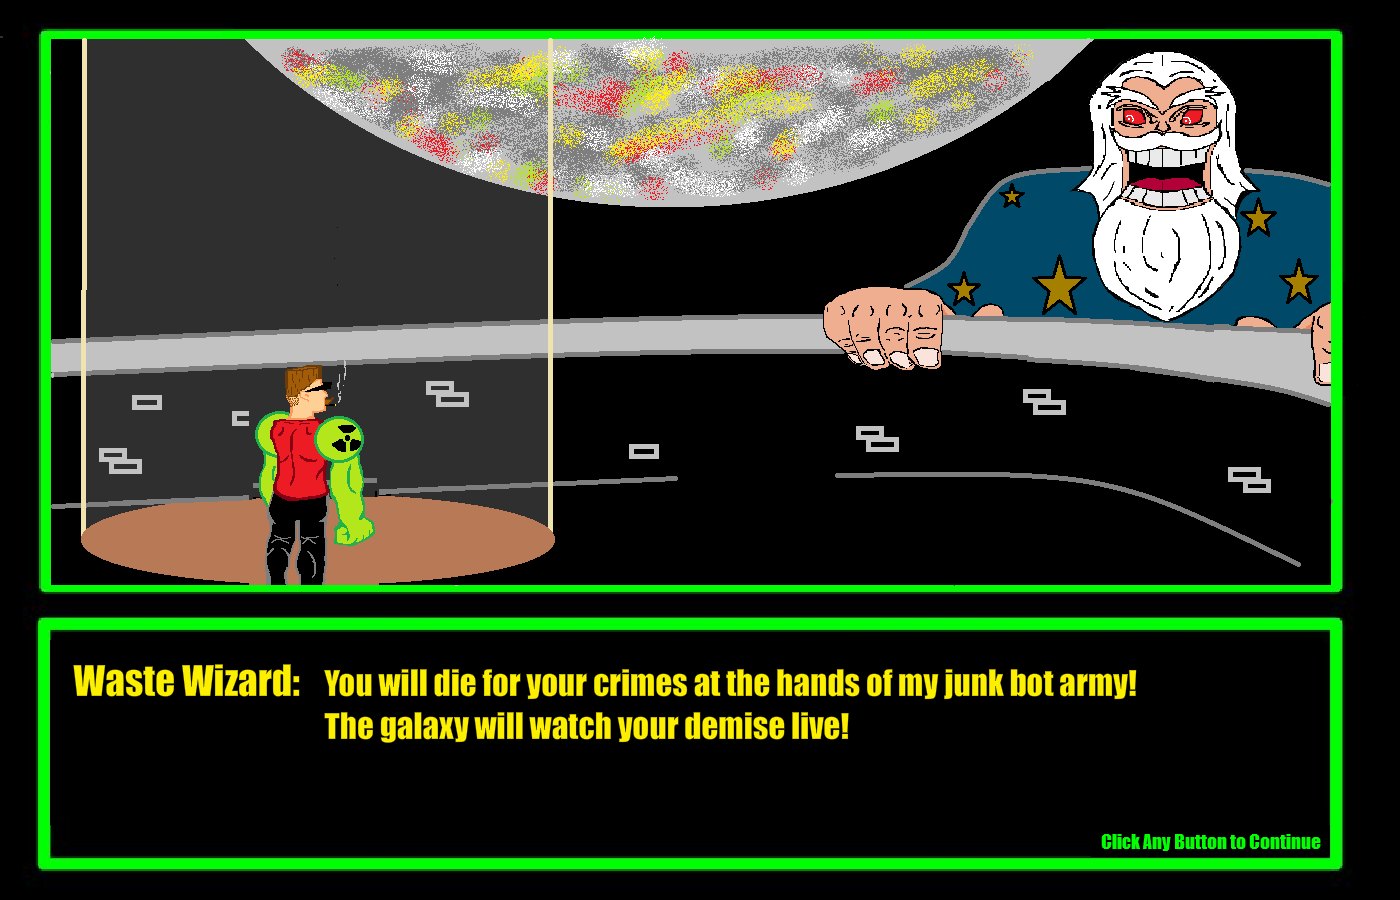 Waste Wizard: You will die for your crimes at the hands of my junk bot army!
The galaxy will watch your demise live!
Click Any Button to Continue